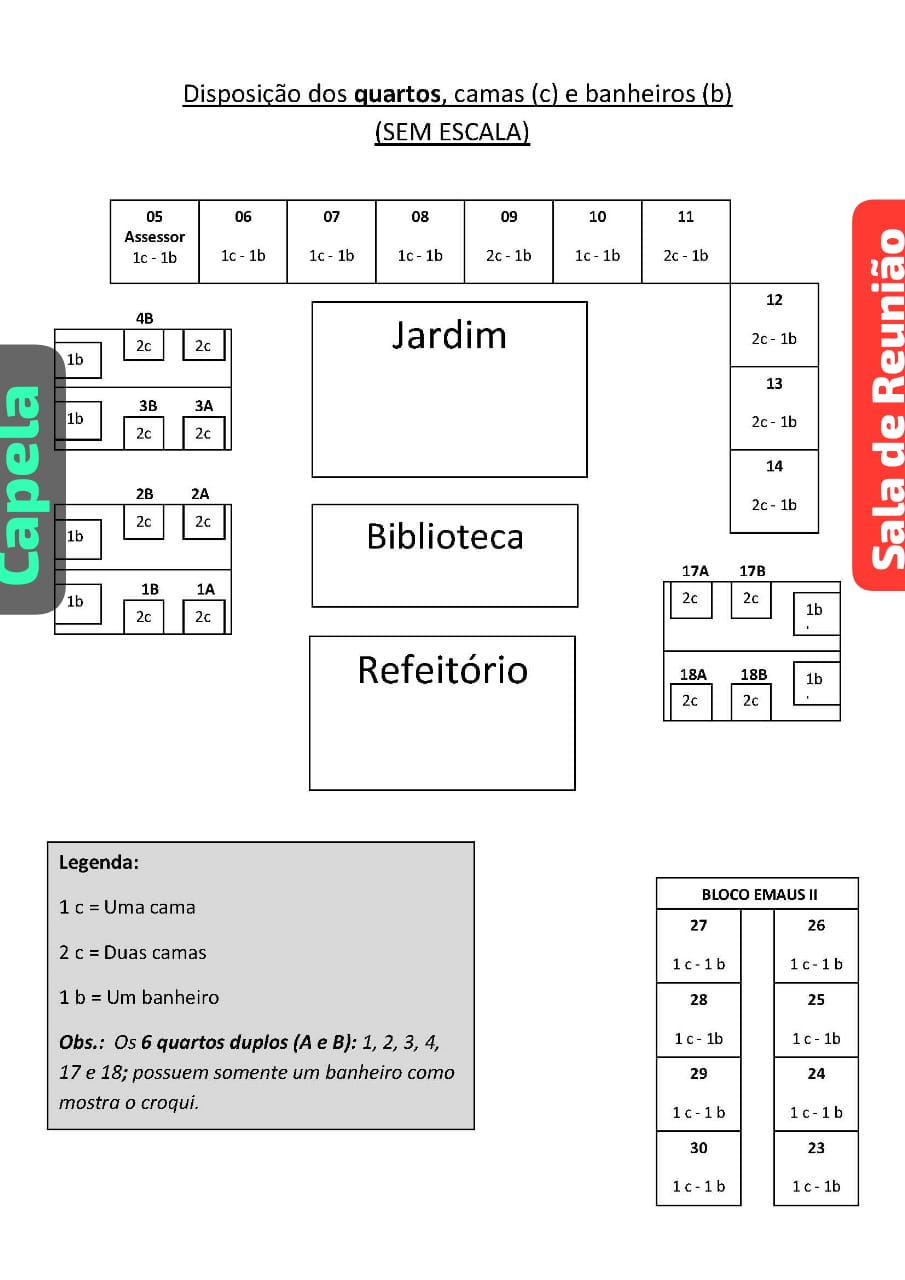 Disposição dos quartos, camas (c) e banheiros (b)
(SEM ESCALA)
05
Assessor
1c - 1b
06
1c - 1b
07
1c - 1b
08
1c - 1b
09
2c - 1b
10
1c - 1b
11
2c - 1b
12
2c - 1b
13
2c - 1b
14
2c - 1b
Sala de Reunião
Capela
4B
1b
2c
2c
3B
3A
1b
2c
2c
2B
2A
1b
2c
2c
1B
1A
1b
2c
2c
Jardim
Biblioteca
Refeitório
17A
17B
2c
2c
1b
18A
18B
2c
2c
1b
Legenda:
1 c = Uma cama
2 c = Duas camas
1 b = Um banheiro
Obs.: Os 6 quartos duplos (A e B): 1, 2, 3, 4,
17 e 18; possuem somente um banheiro como
mostra o croqui.
BLOCO EMAUS II
27
1 c - 1 b
26
1 c - 1 b
28
1 c - 1b
25
1 c - 1b
29
1 c - 1 b
24
1 c - 1 b
30
1 c - 1 b
23
1 c - 1b